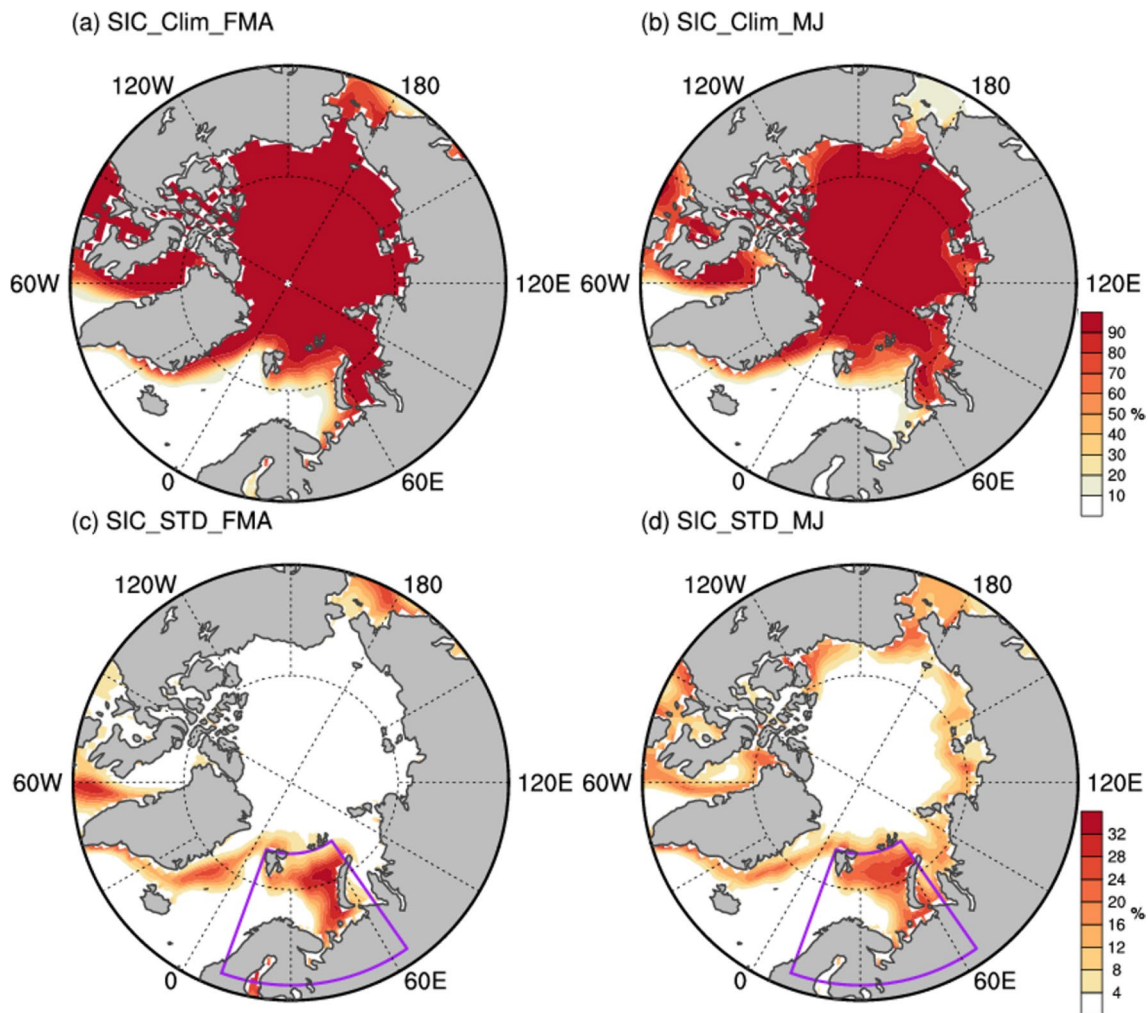 (a) SIC_Clim_FMA
(b) SIC_Clim_MJ
120W
180
120W
180
60W
120E
60W
120E
90
80
70
60
50 %
40
30
20
10
0
60E
0
60E
(c) SIC_STD_FMA
(d) SIC_STD_MJ
120W
180
120W
180
60W
120E
60W
120E
32
28
24
20
16 %
12
8
4
0
60E
0
60E